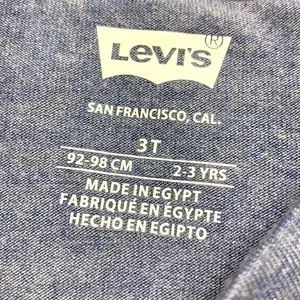 LEVI'S®
SAN FRANCISCO, CAL.
3T
92-98 CM 2-3 YRS
MADE IN EGYPT
FABRIQUÉ EN ÉGYPTE
HECHO EN EGIPTO